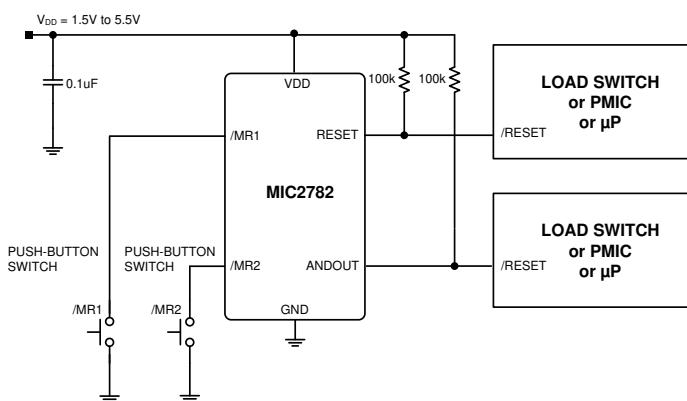 VDD = 1.5V to 5.5V
0.1uF
VDD
100k
100k
LOAD SWITCH
or PMIC
or µP
/RESET
/MR1
RESET
MIC2782
PUSH-BUTTON
SWITCH
PUSH-BUTTON
SWITCH
/MR2
ANDOUT
LOAD SWITCH
or PMIC
or µP
/RESET
/MR1
/MR2
GND